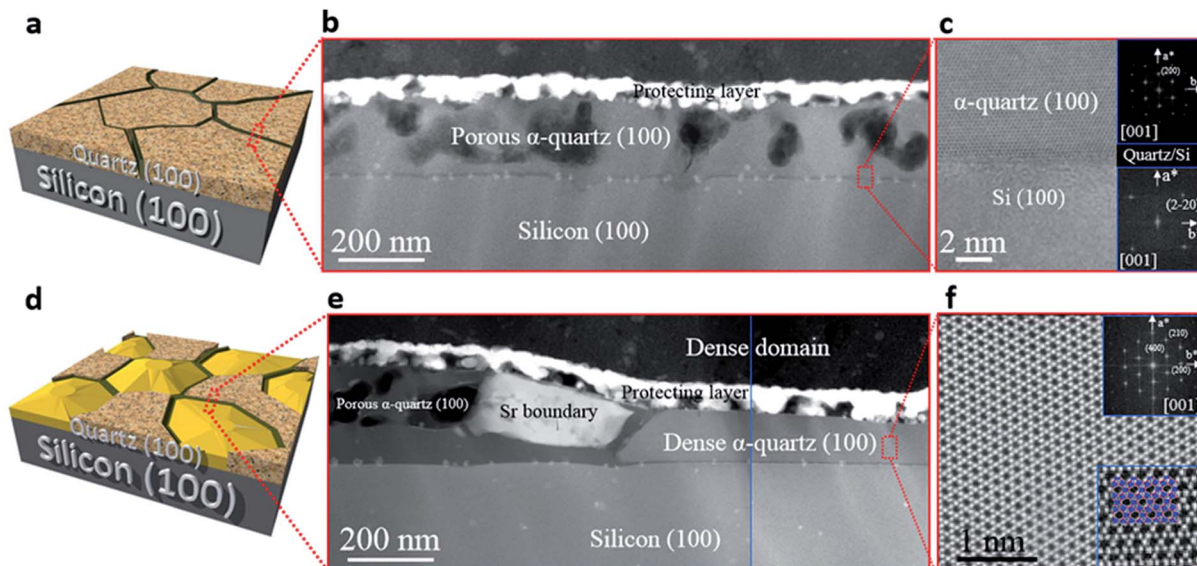 a
Quartz (100)
Silicon (100)
b
Protecting layer
Porous α-quartz (100)
Silicon (100)
200 nm
c
α-quartz (100)
Si (100)
2 nm
a*
(200)
b
[001]
Quartz/Si
a*
(2-20)
b
[001]
d
Quartz (100)
Silicon (100)
e
Dense domain
Protecting layer
Porous α-quartz (100)
Sr boundary
Dense α-quartz (100)
Silicon (100)
200 nm
f
a*
(210)
(400)
b*
(200)
[001]
1 nm